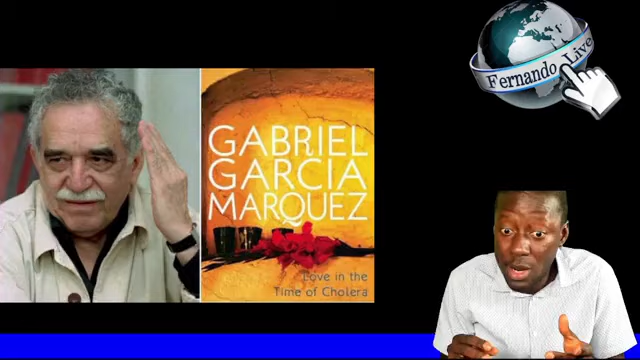 Fernando Live
GABRIEL
GARCIA
MARQUEZ
Love in the
Time of Cholera